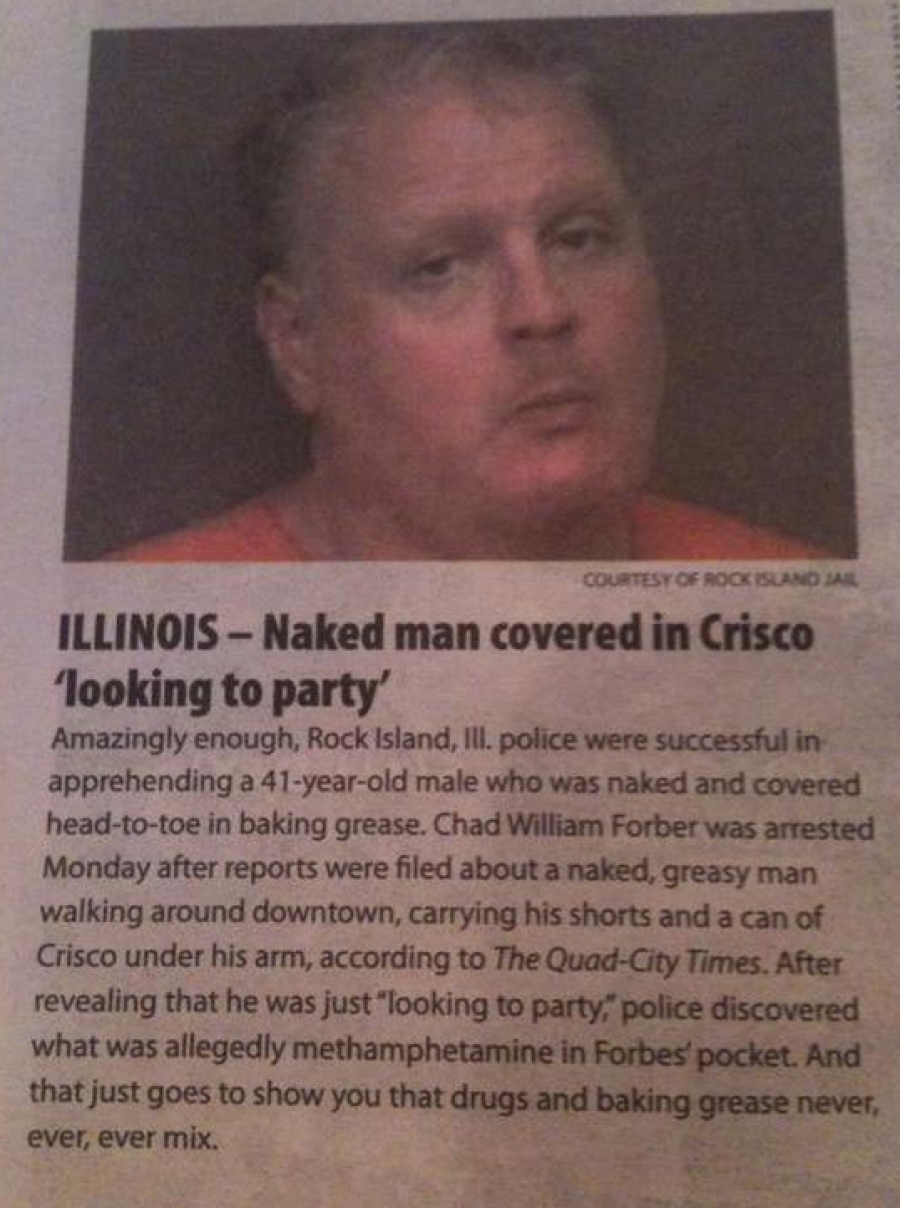 COURTESY OF ROCK ISLAND JAIL
ILLINOIS – Naked man covered in Crisco
‘looking to party’
Amazingly enough, Rock Island, Ill. police were successful in
apprehending a 41-year-old male who was naked and covered
head-to-toe in baking grease. Chad William Forber was arrested
Monday after reports were filed about a naked, greasy man
walking around downtown, carrying his shorts and a can of
Crisco under his arm, according to The Quad-City Times. After
revealing that he was just “looking to party,” police discovered
what was allegedly methamphetamine in Forbes’ pocket. And
that just goes to show you that drugs and baking grease never,
ever, ever mix.